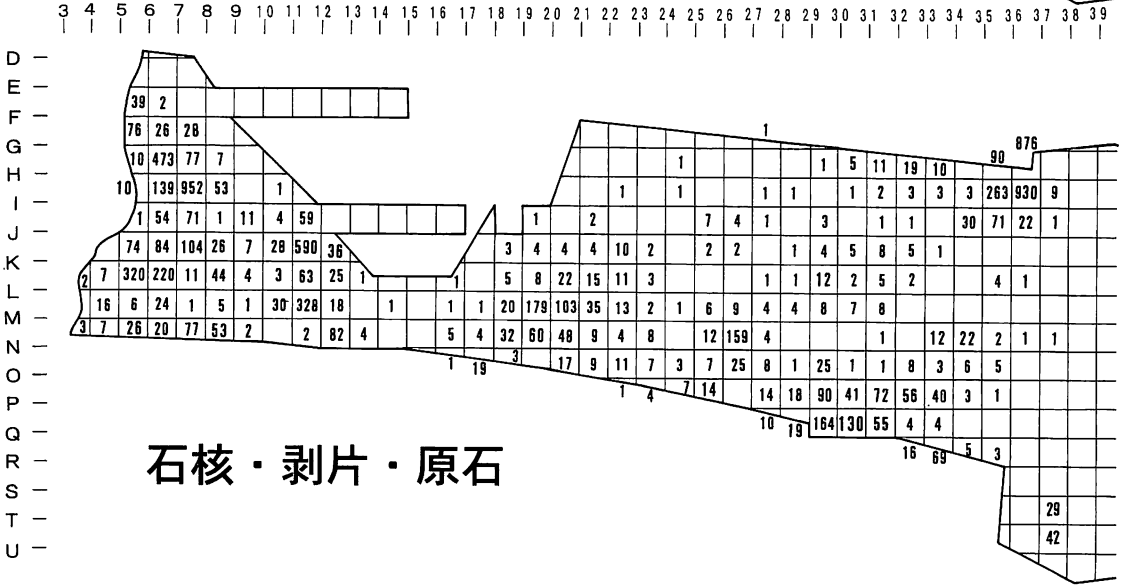 3 4 5 6 7 8 9 10 11 12 13 14 15 16 17 18 19 20 21 22 23 24 25 26 27 28 29 30 31 32 33 34 35 36 37 38 39
D
E
39 2
F
76 26 28 1
G
876
10 473 77 7 1 1 5 11 19 10 90
H
10 139 952 53 1 1 1 1 1 1 2 3 3 3 263 930 9
I
1 54 71 1 11 4 59 1 2 7 4 1 3 1 1 30 71 22 1
J
74 84 104 26 7 28 590 36 3 4 4 4 10 2 2 2 1 4 5 8 5 1
K
2 7 320 220 11 44 4 3 63 25 1 1 5 8 22 15 11 3 1 1 12 2 5 2 4 1
L
16 6 24 1 5 1 30 328 18 1 1 1 20 179 103 35 13 2 1 6 9 4 4 8 7 8
M
3 7 26 20 77 53 2 2 82 4 5 4 32 60 48 9 4 8 12 159 4 1 12 22 2 1 1
N
1 19 3 17 9 11 7 3 7 25 8 1 25 1 1 8 3 6 5
O
1 4 7 14 14 18 90 41 72 56 40 3 1
P
10 19 164 130 55 4 4
Q
16 69 5 3
R
S
29
T
42
U
石核・剥片・原石